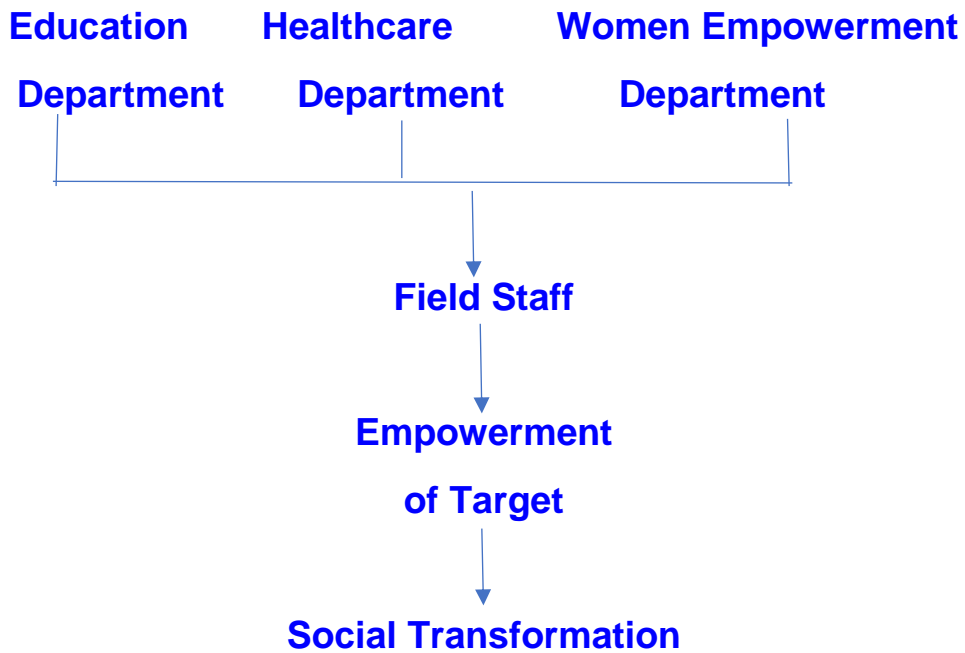 Education Healthcare Women Empowerment
Department Department Department
Field Staff
Empowerment
of Target
Social Transformation